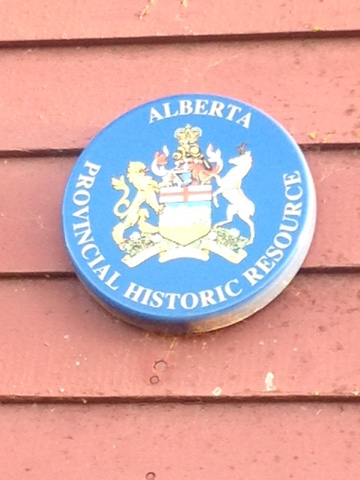 ALBERTA
PROVINCIAL HISTORIC RESOURCE